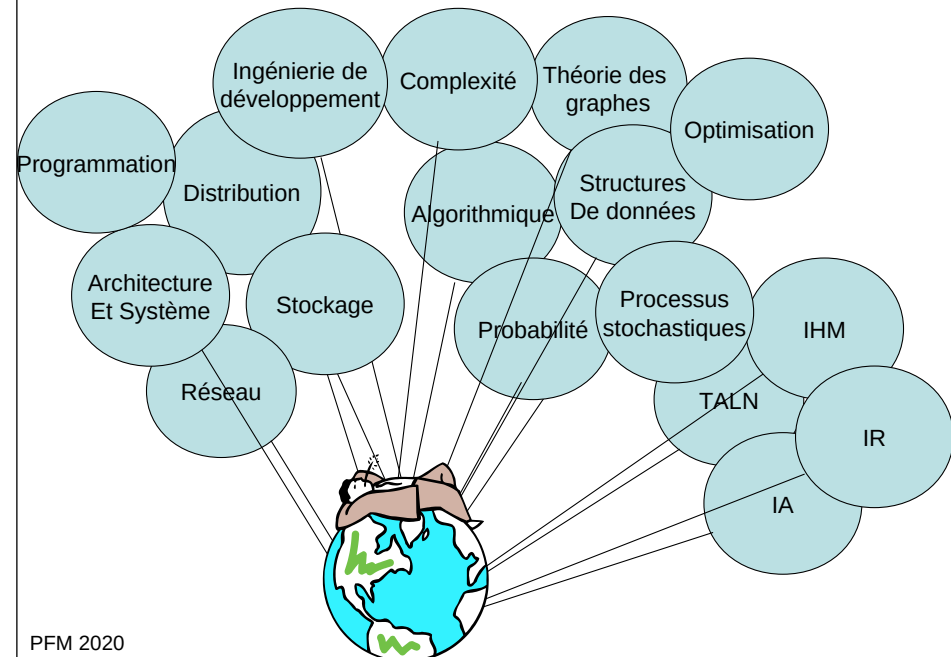 Ingénierie de
développement
Complexité
Théorie des
graphes
Optimisation
Programmation
Distribution
Algorithmique
Structures
De données
Architecture
Et Système
Stockage
Probabilité
Processus
stochastiques
IHM
Réseau
TALN
IR
IA
PFM 2020